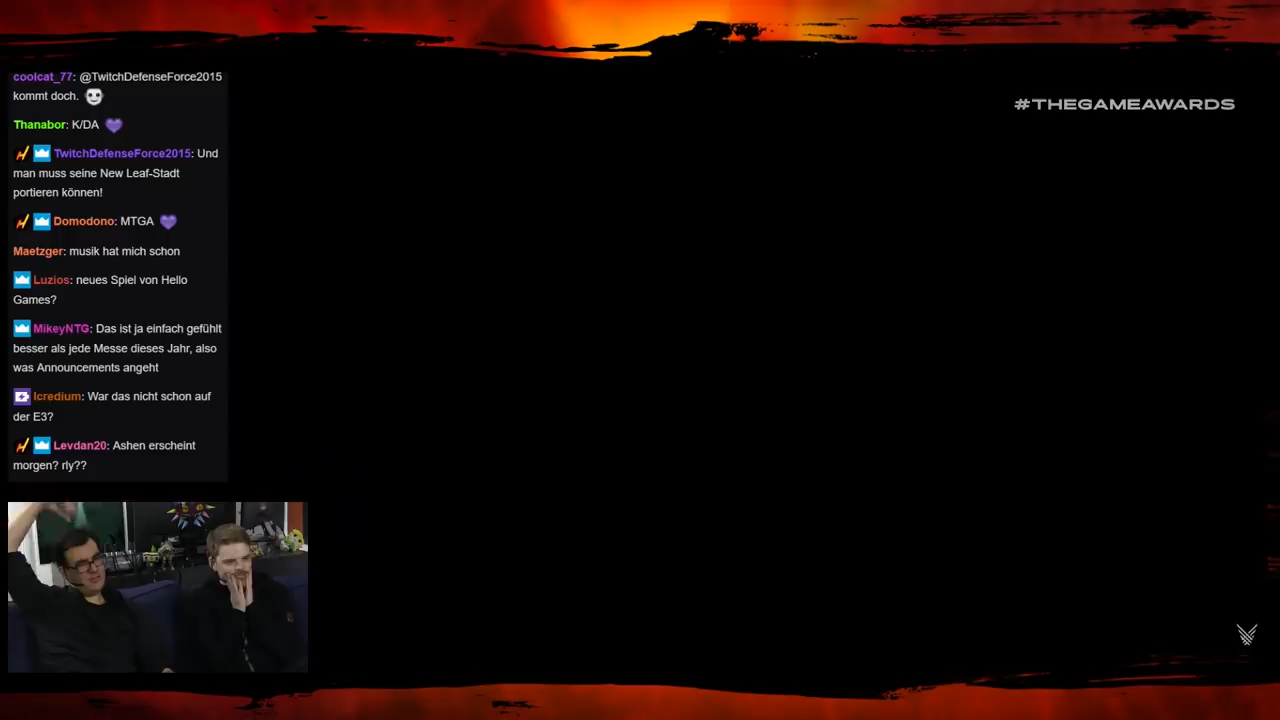 coolcat_77: @TwitchDefenseForce2015
kommt doch.
#THEGAMEAWARDS
Thanabor: K/DA
TwitchDefenseForce2015: Und
man muss seine New Leaf-Stadt
portieren können!
Domodono: MTGA
Maetzger: musik hat mich schon
Luzios: neues Spiel von Hello
Games?
MikeyNTG: Das ist ja einfach gefühlt
besser als jede Messe dieses Jahr, also
was Announcements angeht
Icredium: War das nicht schon auf
der E3?
Levdan20: Ashen erscheint
morgen? rly??